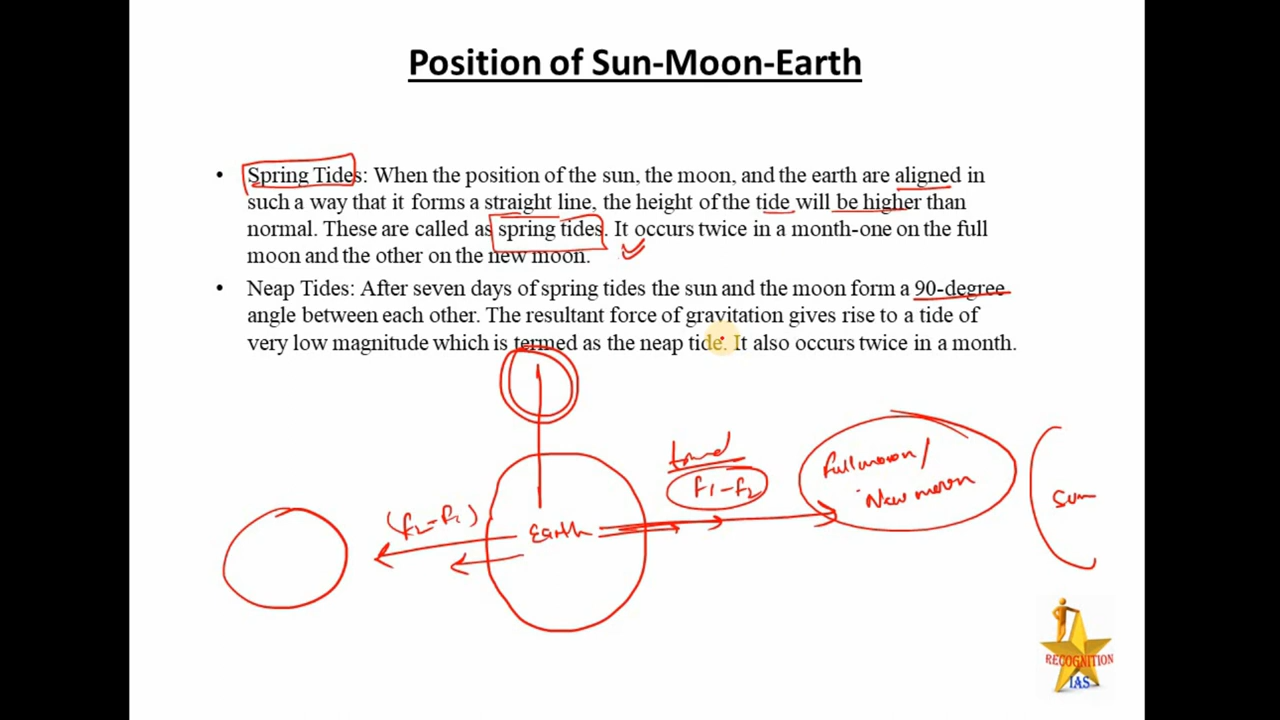 Position of Sun-Moon-Earth
• Spring Tides: When the position of the sun, the moon, and the earth are aligned in
such a way that it forms a straight line, the height of the tide will be higher than
normal. These are called as spring tides. It occurs twice in a month-one on the full
moon and the other on the new moon.
• Neap Tides: After seven days of spring tides the sun and the moon form a 90-degree
angle between each other. The resultant force of gravitation gives rise to a tide of
very low magnitude which is termed as the neap tide. It also occurs twice in a month.
F1-F2
Full moon/
New moon
Sun
Earth
RECOGNITION
IAS